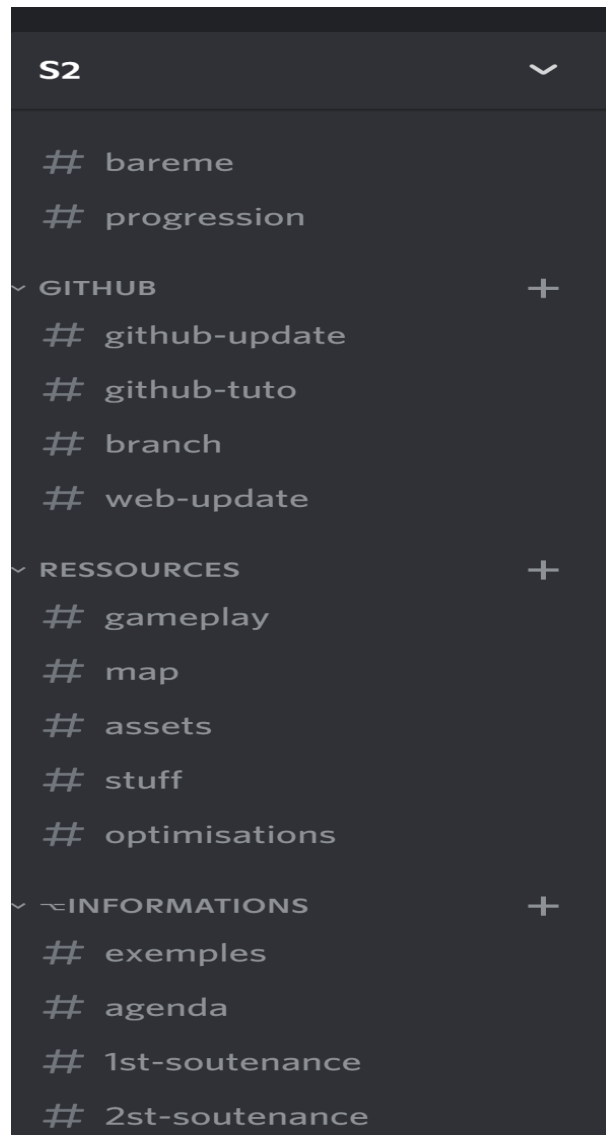 S2
# bareme
# progression
GITHUB
# github-update
# github-tuto
# branch
# web-update
RESSOURCES
# gameplay
# map
# assets
# stuff
# optimisations
⌥INFORMATIONS
# exemples
# agenda
# 1st-soutenance
# 2st-soutenance